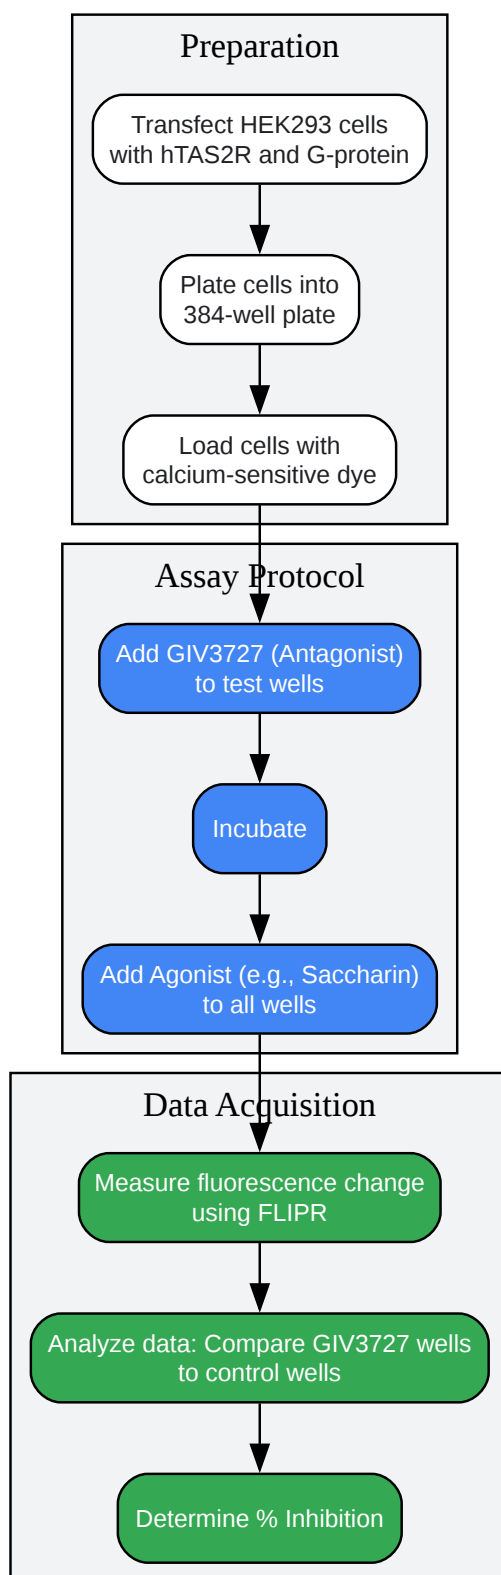 Preparation
Transfect HEK293 cells
with hTAS2R and G-protein
Plate cells into
384-well plate
Load cells with
calcium-sensitive dye
Assay Protocol
Add GIV3727 (Antagonist)
to test wells
Incubate
Add Agonist (e.g., Saccharin)
to all wells
Data Acquisition
Measure fluorescence change
using FLIPR
Analyze data: Compare GIV3727 wells
to control wells
Determine % Inhibition